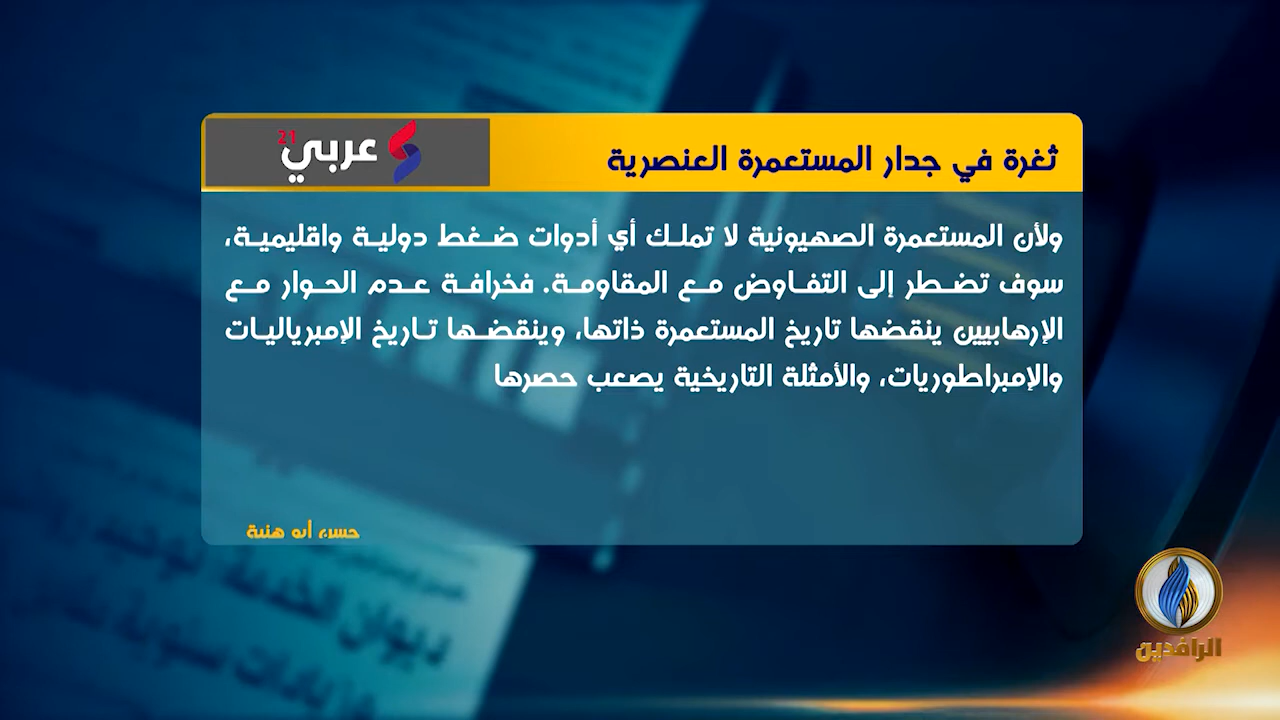 ثغرة في جدار المستعمرة العنصرية
عربي 21
ولأن المستعمرة الصهيونية لا تملك أي أدوات ضغط دولية واقليمية،
سوف تضطر إلى التفاوض مع المقاومة. فخرافة عدم الحوار مع
الإرهابيين ينقضها تاريخ المستعمرة ذاتها، وينقضها تاريخ الإمبرياليات
والإمبراطوريات، والأمثلة التاريخية يصعب حصرها
حسن أبو هنية
ديوان الخدمة
الرافدين